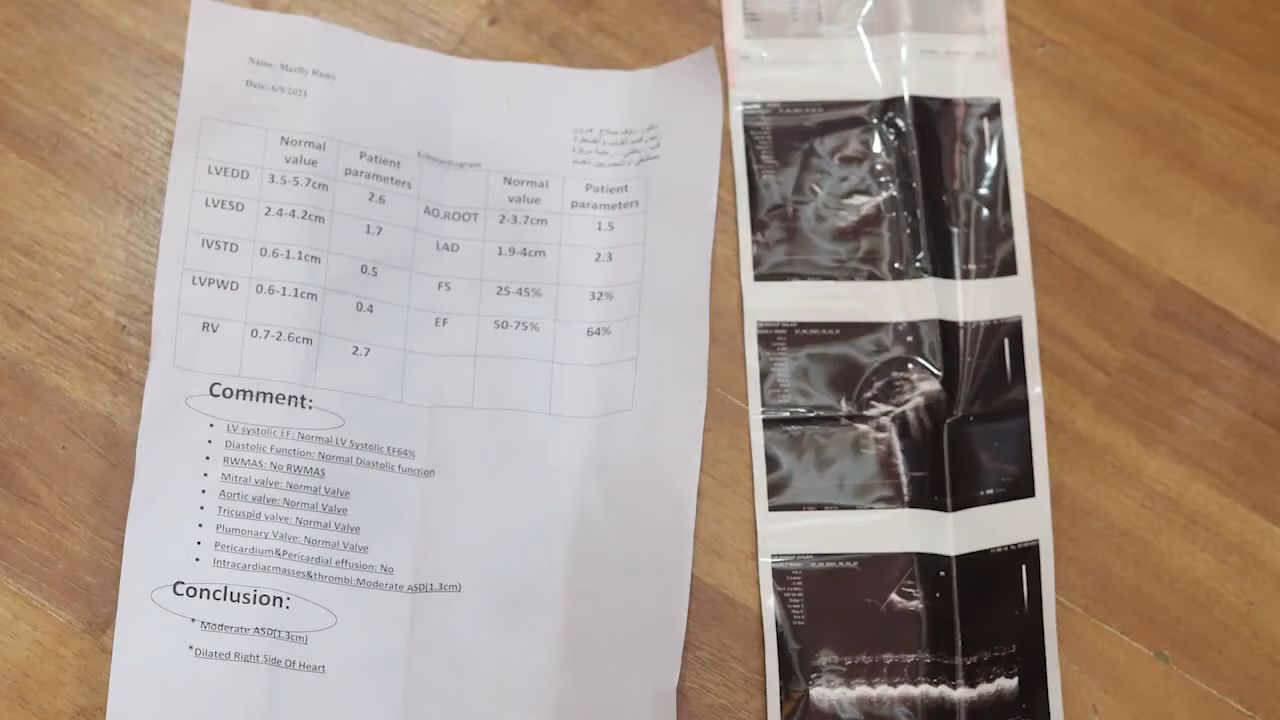 Name: Marlly Ramy
Date: 6/9/2021
Echocardiogram
Normal value Patient parameters Normal value Patient parameters
LVEDD 3.5-5.7cm 2.6 AO.ROOT 2-3.7cm 1.5
LVESD 2.4-4.2cm 1.7 LAD 1.9-4cm 2.3
IVSTD 0.6-1.1cm 0.5 FS 25-45% 32%
LVPWD 0.6-1.1cm 0.4 EF 50-75% 64%
RV 0.7-2.6cm 2.7
Comment:
• LV systolic EF: Normal LV Systolic EF64%
• Diastolic Function: Normal Diastolic function
• RWMAS: No RWMAS
• Mitral valve: Normal Valve
• Aortic valve: Normal Valve
• Tricuspid valve: Normal Valve
• Plumonary Valve: Normal Valve
• Pericardium&Pericardial effusion: No
• Intracardiacmasses&thrombi:Moderate ASD(1.3cm)
Conclusion:
* Moderate ASD(1.3cm)
*Dilated Right Side Of Heart